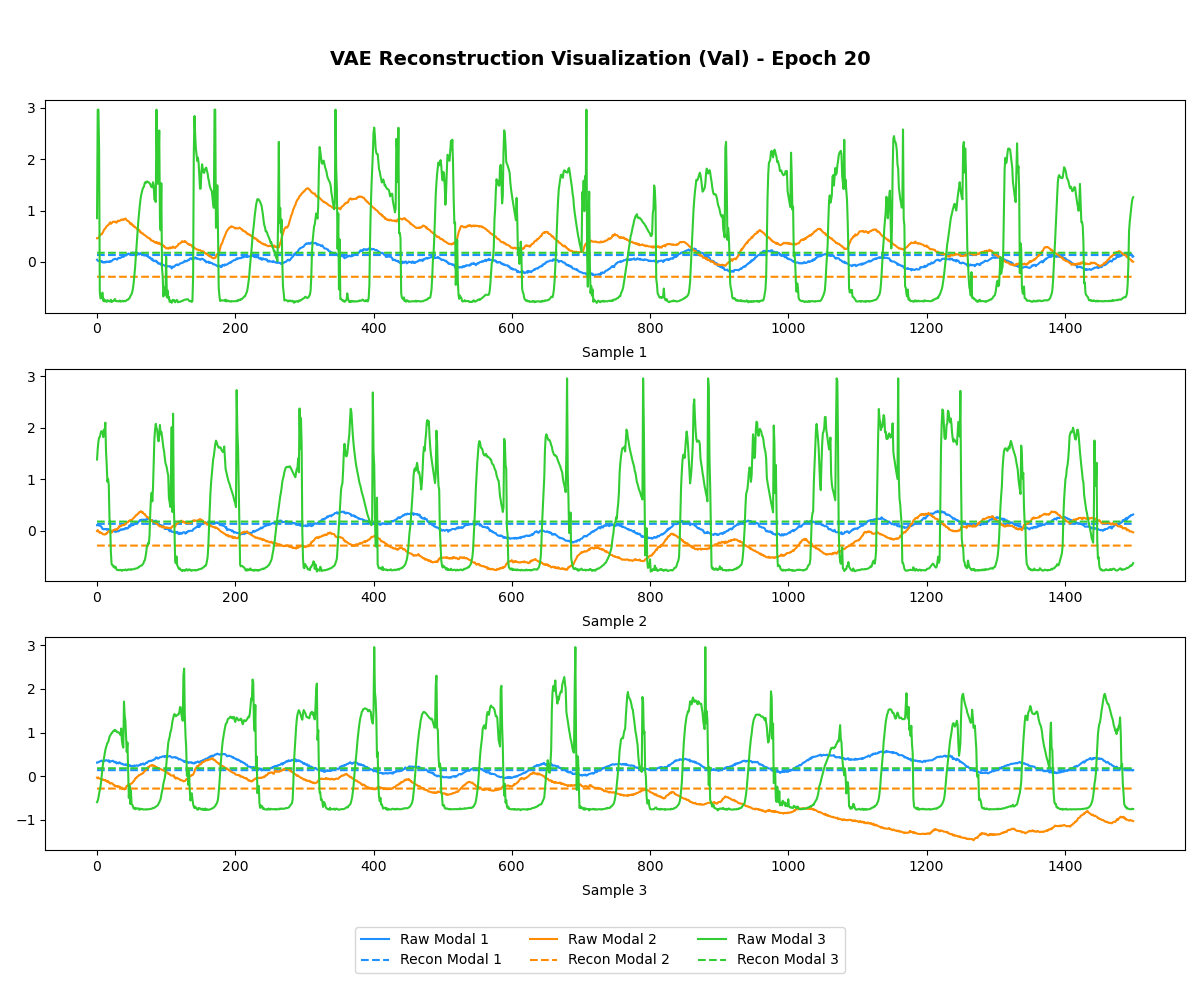 VAE Reconstruction Visualization (Val) - Epoch 20
3
2
1
0
0 200 400 600 800 1000 1200 1400
Sample 1
3
2
1
0
0 200 400 600 800 1000 1200 1400
Sample 2
3
2
1
0
−1
0 200 400 600 800 1000 1200 1400
Sample 3
Raw Modal 1 Raw Modal 2 Raw Modal 3
Recon Modal 1 Recon Modal 2 Recon Modal 3